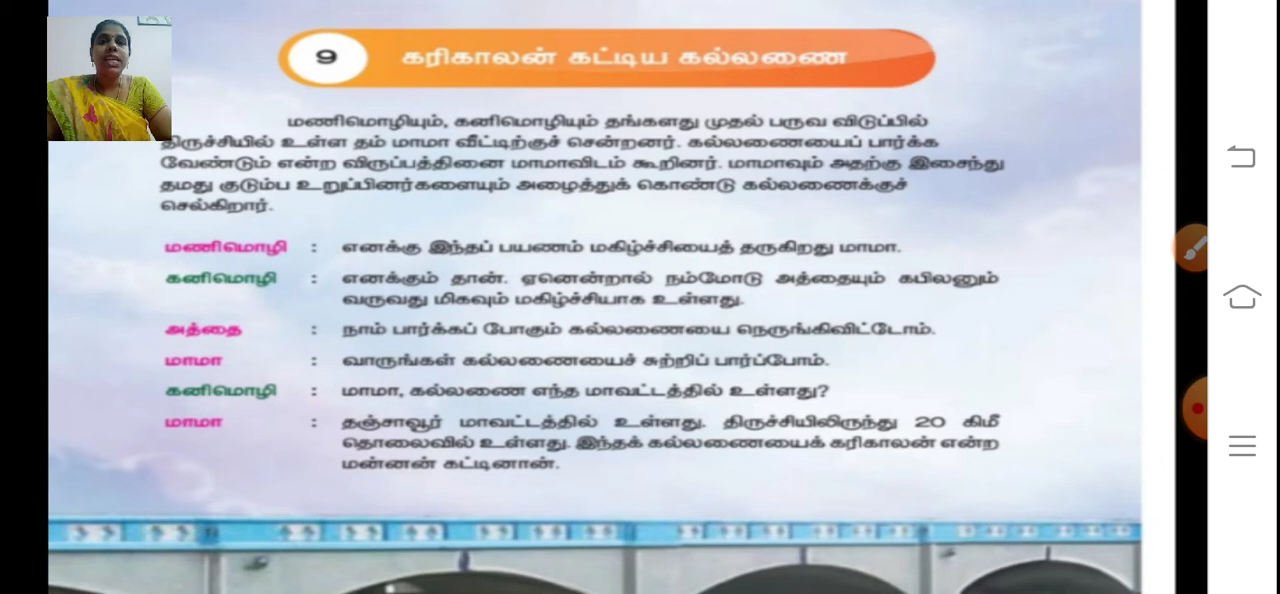 9 கரிகாலன் கட்டிய கல்லணை
மணிமொழியும், கனிமொழியும் தங்களது முதல் பருவ விடுப்பில்
திருச்சியில் உள்ள தம் மாமா வீட்டிற்குச் சென்றனர். கல்லணையைப் பார்க்க
வேண்டும் என்ற விருப்பத்தினை மாமாவிடம் கூறினர். மாமாவும் அதற்கு இசைந்து
தமது குடும்ப உறுப்பினர்களையும் அழைத்துக் கொண்டு கல்லணைக்குச்
செல்கிறார்.
மணிமொழி : எனக்கு இந்தப் பயணம் மகிழ்ச்சியைத் தருகிறது மாமா.
கனிமொழி : எனக்கும் தான். ஏனென்றால் நம்மோடு அத்தையும் கபிலனும்
வருவது மிகவும் மகிழ்ச்சியாக உள்ளது.
அத்தை : நாம் பார்க்கப் போகும் கல்லணையை நெருங்கிவிட்டோம்.
மாமா : வாருங்கள் கல்லணையைச் சுற்றிப் பார்ப்போம்.
கனிமொழி : மாமா, கல்லணை எந்த மாவட்டத்தில் உள்ளது?
மாமா : தஞ்சாவூர் மாவட்டத்தில் உள்ளது. திருச்சியிலிருந்து 20 கிமீ
தொலைவில் உள்ளது. இந்தக் கல்லணையைக் கரிகாலன் என்ற
மன்னன் கட்டினான்.